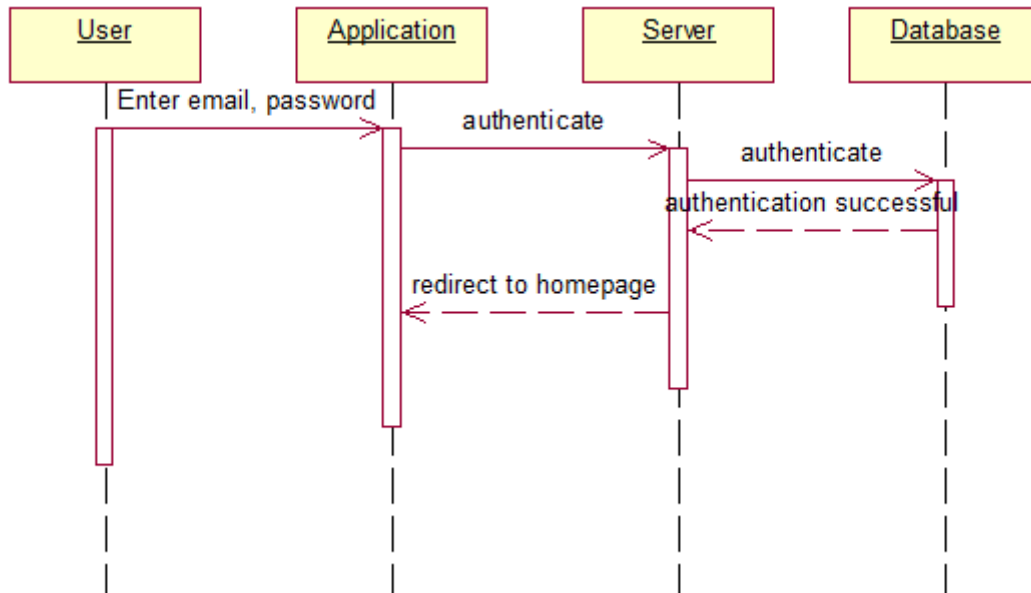 User
Application
Server
Database
Enter email, password
authenticate
authenticate
authentication successful
redirect to homepage